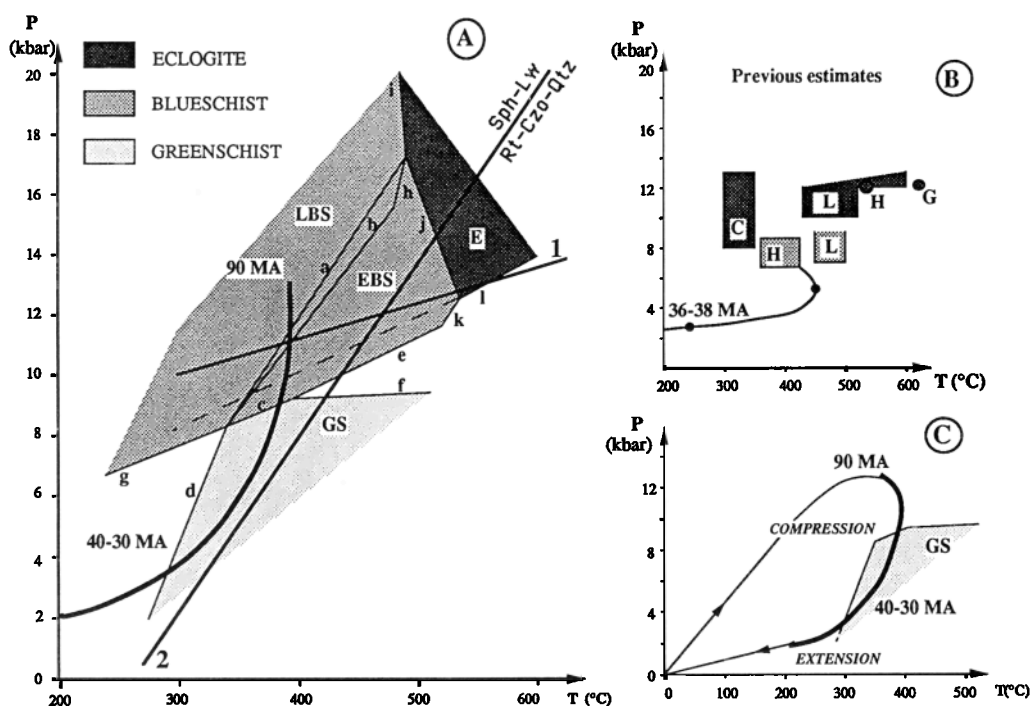 P
(kbar)
A
ECLOGITE
BLUESCHIST
GREENSCHIST
Sph-Lw
Rt-Czo-Qtz
20
18
16
14
12
10
8
6
4
2
0
i
h
LBS
b
j
a
E
1
90 MA
EBS
l
k
e
c
f
GS
g
d
40-30 MA
2
200
300
400
500
600
T (°C)
P
(kbar)
Previous estimates
B
16
12
8
4
C
L
H
G
H
L
36-38 MA
200
300
400
500
600
T (°C)
P
(kbar)
C
90 MA
12
8
4
0
COMPRESSION
GS
40-30 MA
EXTENSION
0
100
200
300
400
500
T(°C)